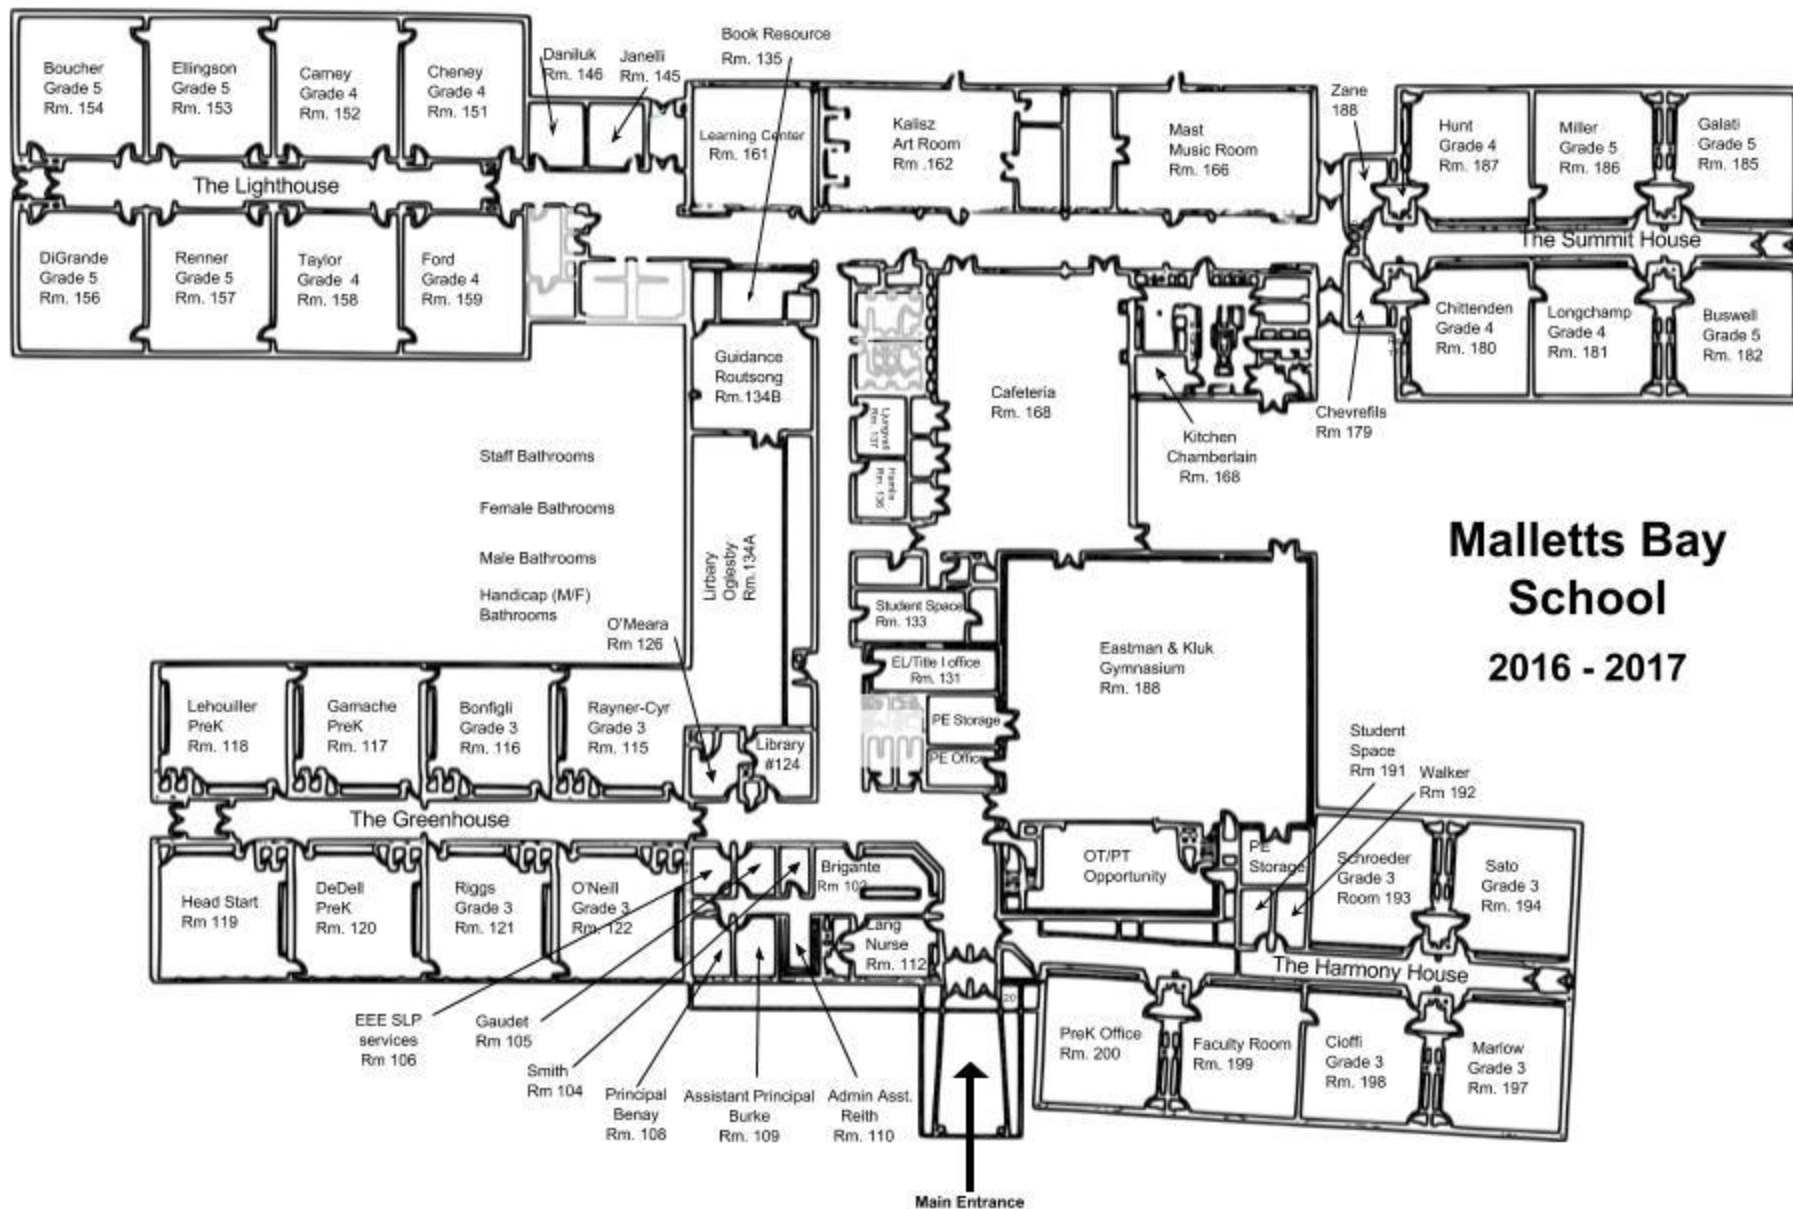 Boucher
Grade 5
Rm. 154
Ellingson
Grade 5
Rm. 153
Carney
Grade 4
Rm. 152
Cheney
Grade 4
Rm. 151
Daniluk
Rm. 146
Janelli
Rm. 145
Book Resource
Rm. 135
Learning Center
Rm. 161
Kalisz
Art Room
Rm .162
Mast
Music Room
Rm. 166
Zane
188
Hunt
Grade 4
Rm. 187
Miller
Grade 5
Rm. 186
Galati
Grade 5
Rm. 185
The Lighthouse
The Summit House
DiGrande
Grade 5
Rm. 156
Renner
Grade 5
Rm. 157
Taylor
Grade 4
Rm. 158
Ford
Grade 4
Rm. 159
Guidance
Routsong
Rm.134B
Cafeteria
Rm. 168
Kitchen
Chamberlain
Rm. 168
Chevrefils
Rm 179
Chittenden
Grade 4
Rm. 180
Longchamp
Grade 4
Rm. 181
Buswell
Grade 5
Rm. 182
Rm. 137
Rm. 136
Staff Bathrooms
Female Bathrooms
Male Bathrooms
Handicap (M/F)
Bathrooms
Lirbary
Oglesby
Rm.134A
Malletts Bay
School
2016 - 2017
O'Meara
Rm 126
Student Space
Rm. 133
EL/Title I office
Rm. 131
PE Storage
PE Office
Eastman & Kluk
Gymnasium
Rm. 188
Lehouiller
PreK
Rm. 118
Gamache
PreK
Rm. 117
Bonfigli
Grade 3
Rm. 116
Rayner-Cyr
Grade 3
Rm. 115
Library
#124
Student
Space
Rm 191
Walker
Rm 192
The Greenhouse
Head Start
Rm 119
DeDell
PreK
Rm. 120
Riggs
Grade 3
Rm. 121
O'Neill
Grade 3
Rm. 122
Brigante
Rm 102
Lang
Nurse
Rm. 112
OT/PT
Opportunity
PE
Storage
Schroeder
Grade 3
Room 193
Sato
Grade 3
Rm. 194
The Harmony House
EEE SLP
services
Rm 106
Gaudet
Rm 105
Smith
Rm 104
Principal
Benay
Rm. 108
Assistant Principal
Burke
Rm. 109
Admin Asst.
Reith
Rm. 110
PreK Office
Rm. 200
Faculty Room
Rm. 199
Cioffi
Grade 3
Rm. 198
Marlow
Grade 3
Rm. 197
Main Entrance